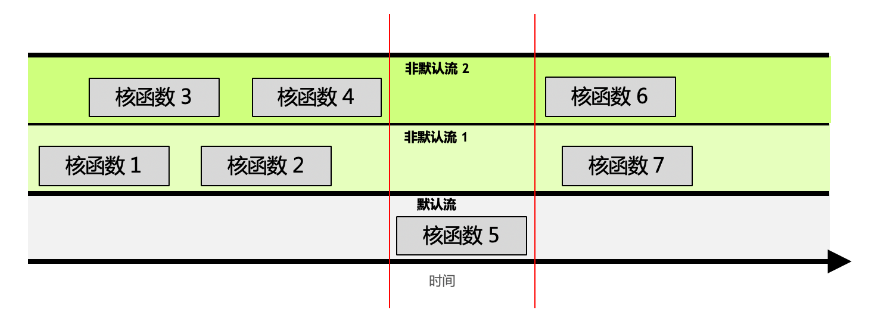 非默认流 2
核函数 3
核函数 4
核函数 6
非默认流 1
核函数 1
核函数 2
核函数 7
默认流
核函数 5
时间